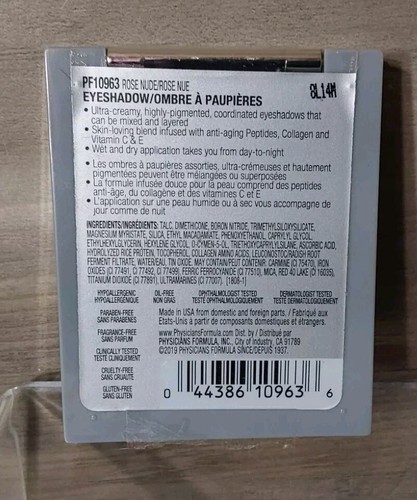 PF10963 ROSE NUDE/ROSE NUE
8L14M
EYESHADOW/OMBRE À PAUPIÈRES
• Ultra-creamy, highly-pigmented, coordinated eyeshadows that
can be mixed and layered
• Skin-loving blend infused with anti-aging Peptides, Collagen and
Vitamin C & E
• Wet and dry application takes you from day-to-night
• Les ombres à paupières assorties, ultra-crémeuses et hautement
pigmentées peuvent être mélangées ou superposées
• La formule infusée douce pour la peau comprend des peptides
anti-âge, du collagène et des vitamines C et E
• L'application sur une peau humide ou à sec vous accompagne de
jour comme de nuit
INGREDIENTS/INGRÉDIENTS: TALC, DIMETHICONE, BORON NITRIDE, TRIMETHYLSILOXYSILICATE,
MAGNESIUM MYRISTATE, SILICA, ETHYL MACADAMIATE, PHENOXYETHANOL, CAPRYLYL GLYCOL,
ETHYLHEXYLGLYCERIN, HEXYLENE GLYCOL, O-CYMEN-5-OL, TRIETHOXYCAPRYLYLSILANE, ASCORBIC ACID,
HYDROLYZED RICE PROTEIN, TOCOPHEROL, COLLAGEN AMINO ACIDS, LEUCONOSTOC/RADISH ROOT
FERMENT FILTRATE, WATER/EAU, TIN OXIDE. MAY CONTAIN/PEUT CONTENIR: CARMINE (CI 75470), IRON
OXIDES (CI 77491, CI 77492, CI 77499), FERRIC FERROCYANIDE (CI 77510), MICA, RED 40 LAKE (CI 16035),
TITANIUM DIOXIDE (CI 77891), ULTRAMARINES (CI 77007). [1806-1]
HYPOALLERGENIC OIL-FREE OPHTHALMOLOGIST TESTED DERMATOLOGIST TESTED
HYPOALLERGÉNIQUE NON GRAS TESTÉ OPHTALMOLOGIQUEMENT TESTÉ DERMATOLOGIQUEMENT
PARABEN-FREE
SANS PARABÈNES
FRAGRANCE-FREE
SANS PARFUM
CLINICALLY TESTED
TESTÉ CLINIQUEMENT
CRUELTY-FREE
SANS CRUAUTÉ
GLUTEN-FREE
SANS GLUTEN
Made in USA from domestic and foreign parts. / Fabriqué aux
États-Unis à partir de composants domestiques et étrangers.
www.PhysiciansFormula.com Dist. by / Distribué par
PHYSICIANS FORMULA, INC., City of industry, CA 91789
©2019 PHYSICIANS FORMULA SINCE/DEPUIS 1937.
0 44386 10963 6